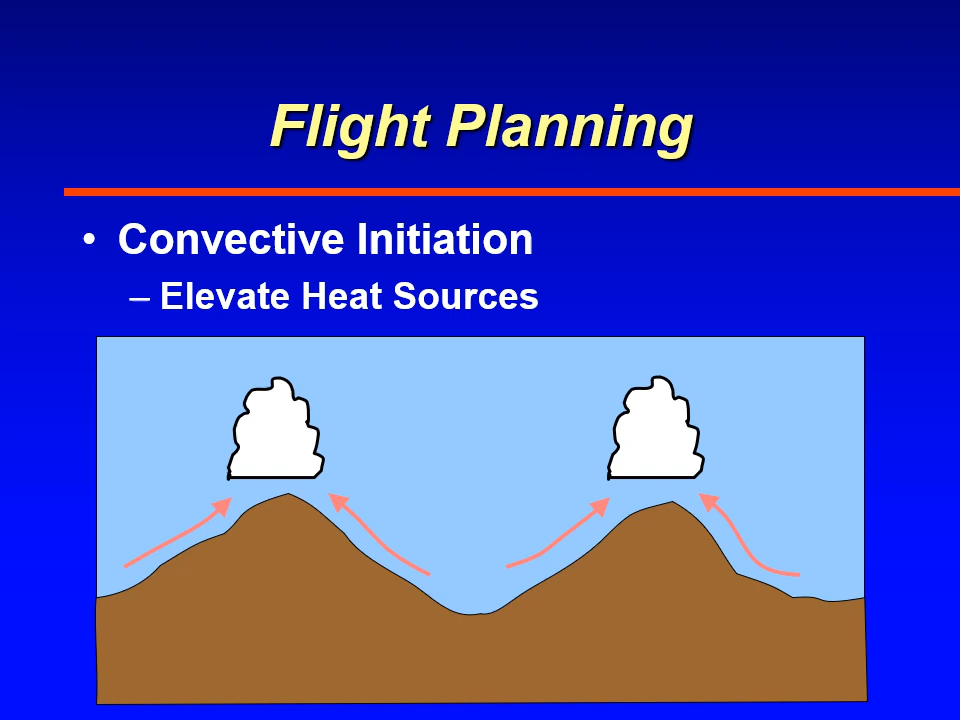 Flight Planning
• Convective Initiation
– Elevate Heat Sources